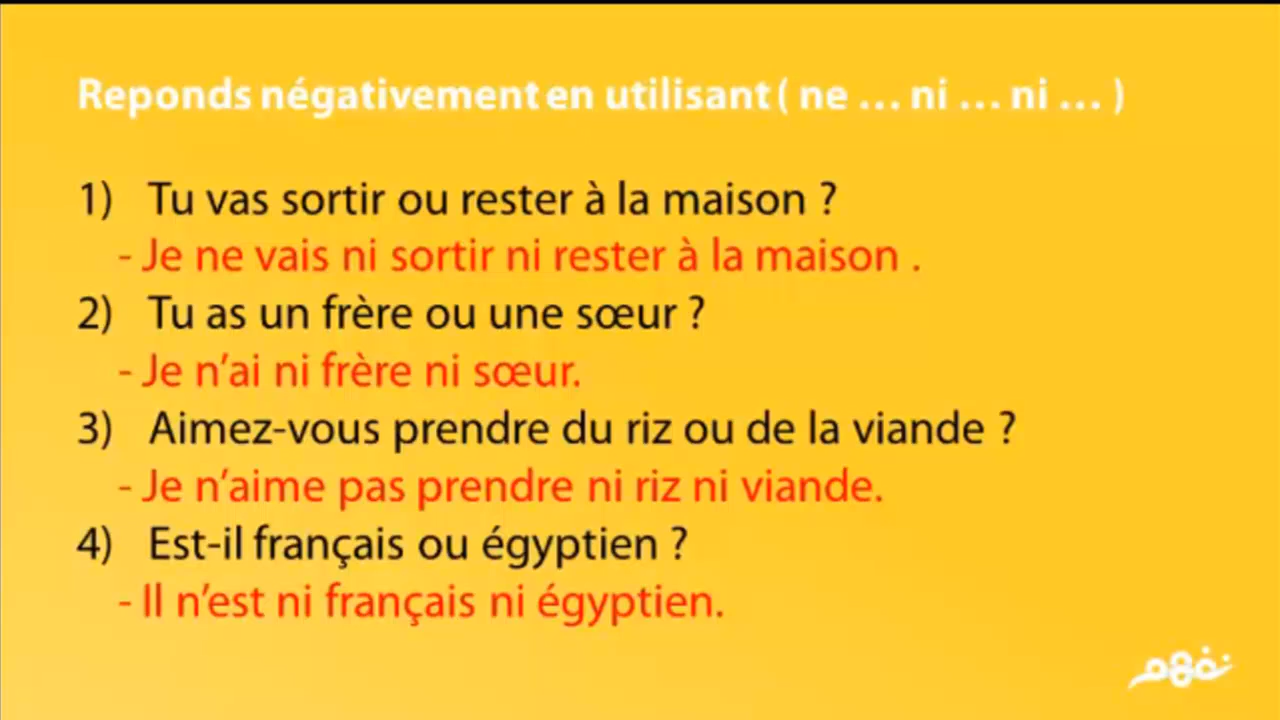 Reponds négativement en utilisant ( ne ... ni ... ni ... )
1) Tu vas sortir ou rester à la maison ?
- Je ne vais ni sortir ni rester à la maison .
2) Tu as un frère ou une sœur ?
- Je n’ai ni frère ni sœur.
3) Aimez-vous prendre du riz ou de la viande ?
- Je n’aime pas prendre ni riz ni viande.
4) Est-il français ou égyptien ?
- Il n’est ni français ni égyptien.
نفهم